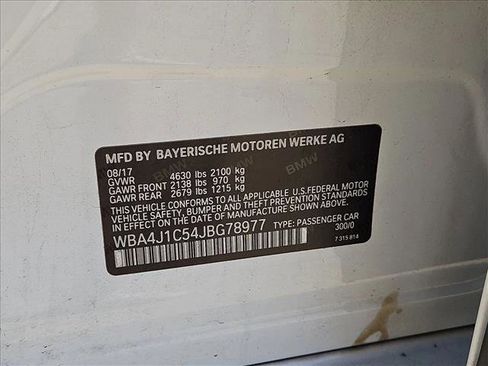 MFD BY BAYERISCHE MOTOREN WERKE AG
08/17
GVWR 4630 lbs 2100 kg
GAWR FRONT 2138 lbs 970 kg
GAWR REAR 2679 lbs 1215 kg
THIS VEHICLE CONFORMS TO ALL APPLICABLE U.S.FEDERAL MOTOR
VEHICLE SAFETY, BUMPER, AND THEFT PREVENTION STANDARDS IN
EFFECT ON THE DATE OF MANUFACTURE SHOWN ABOVE.
WBA4J1C54JBG78977 TYPE: PASSENGER CAR
300/0
7 315 814
BMW
BMW